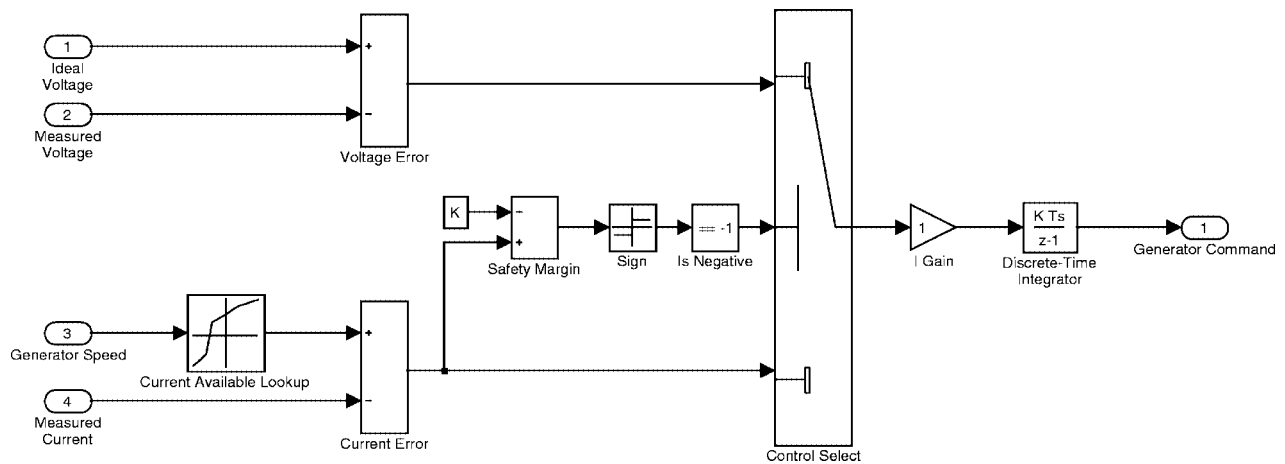 1
Ideal
Voltage
+
2
Measured
Voltage
−
Voltage Error
K
−
+
Safety Margin
Sign
== -1
Is Negative
1
I Gain
K Ts
z-1
Discrete-Time
Integrator
1
Generator Command
3
Generator Speed
Current Available Lookup
+
4
Measured
Current
−
Current Error
Control Select